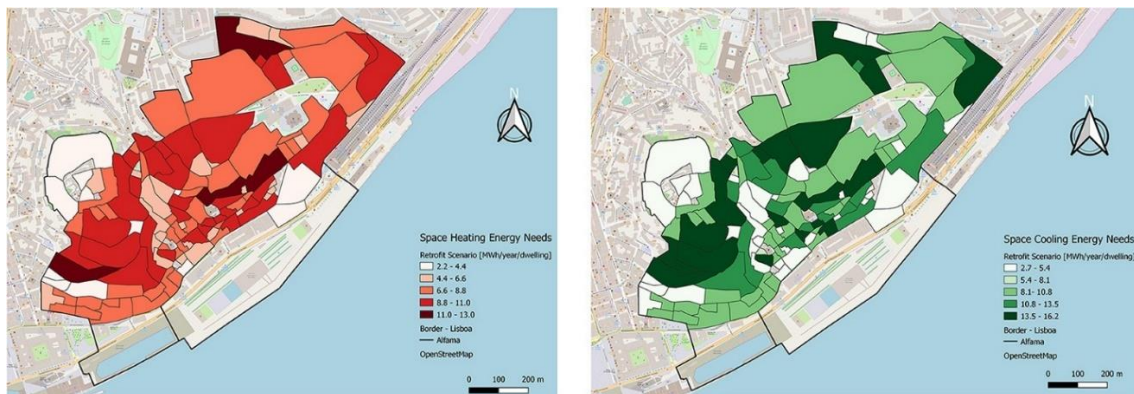 N
Space Heating Energy Needs
Retrofit Scenario [MWh/year/dwelling]
2.2 - 4.4
4.4 - 6.6
6.6 - 8.8
8.8 - 11.0
11.0 - 13.0
Border - Lisboa
Alfama
OpenStreetMap
0 100 200 m
N
Space Cooling Energy Needs
Retrofit Scenario [MWh/year/dwelling]
2.7 - 5.4
5.4 - 8.1
8.1- 10.8
10.8 - 13.5
13.5 - 16.2
Border - Lisboa
Alfama
OpenStreetMap
0 100 200 m